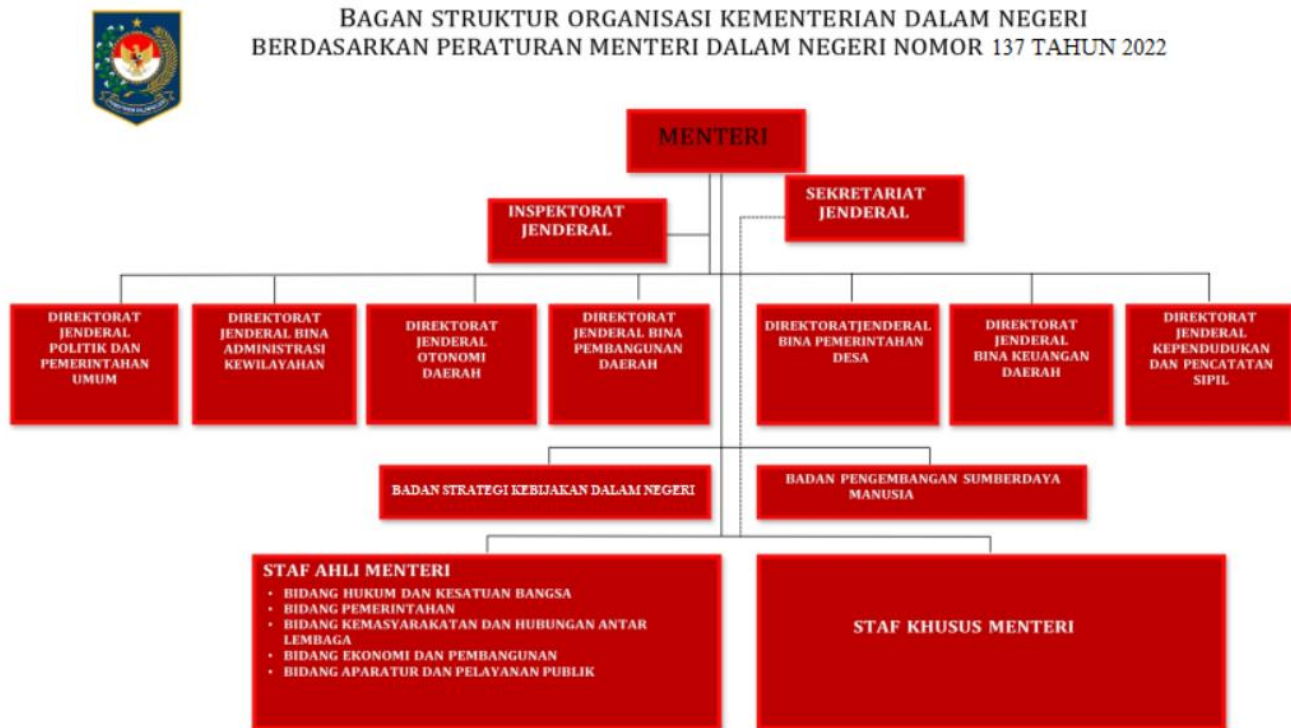 BAGAN STRUKTUR ORGANISASI KEMENTERIAN DALAM NEGERI
BERDASARKAN PERATURAN MENTERI DALAM NEGERI NOMOR 137 TAHUN 2022
MENTERI
SEKRETARIAT
JENDERAL
INSPEKTORAT
JENDERAL
DIREKTORAT
JENDERAL
POLITIK DAN
PEMERINTAHAN
UMUM
DIREKTORAT
JENDERAL BINA
ADMINISTRASI
KEWILAYAHAN
DIREKTORAT
JENDERAL
OTONOMI
DAERAH
DIREKTORAT
JENDERAL BINA
PEMBANGUNAN
DAERAH
DIREKTORATJENDERAL
BINA PEMERINTAHAN
DESA
DIREKTORAT
JENDERAL
BINA KEUANGAN
DAERAH
DIREKTORAT
JENDERAL
KEPENDUDUKAN
DAN PENCATATAN
SIPIL
BADAN STRATEGI KEBIJAKAN DALAM NEGERI
BADAN PENGEMBANGAN SUMBERDAYA
MANUSIA
STAF AHLI MENTERI
• BIDANG HUKUM DAN KESATUAN BANGSA
• BIDANG PEMERINTAHAN
• BIDANG KEMASYARAKATAN DAN HUBUNGAN ANTAR
LEMBAGA
• BIDANG EKONOMI DAN PEMBANGUNAN
• BIDANG APARATUR DAN PELAYANAN PUBLIK
STAF KHUSUS MENTERI